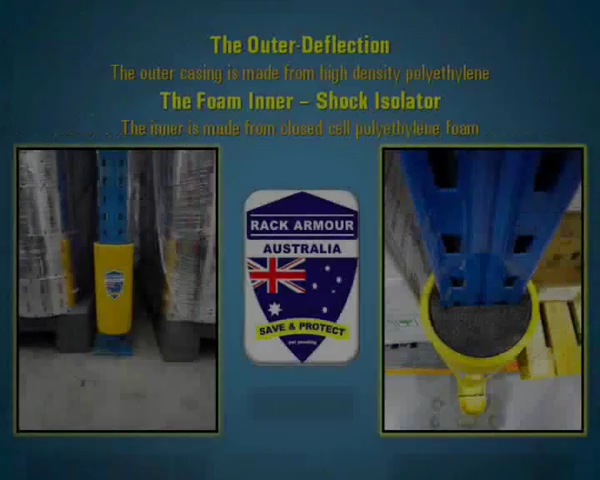 The Outer-Deflection
The outer casing is made from high density polyethylene
The Foam Inner – Shock Isolator
The inner is made from closed cell polyethylene foam
RACK ARMOUR
AUSTRALIA
SAVE & PROTECT